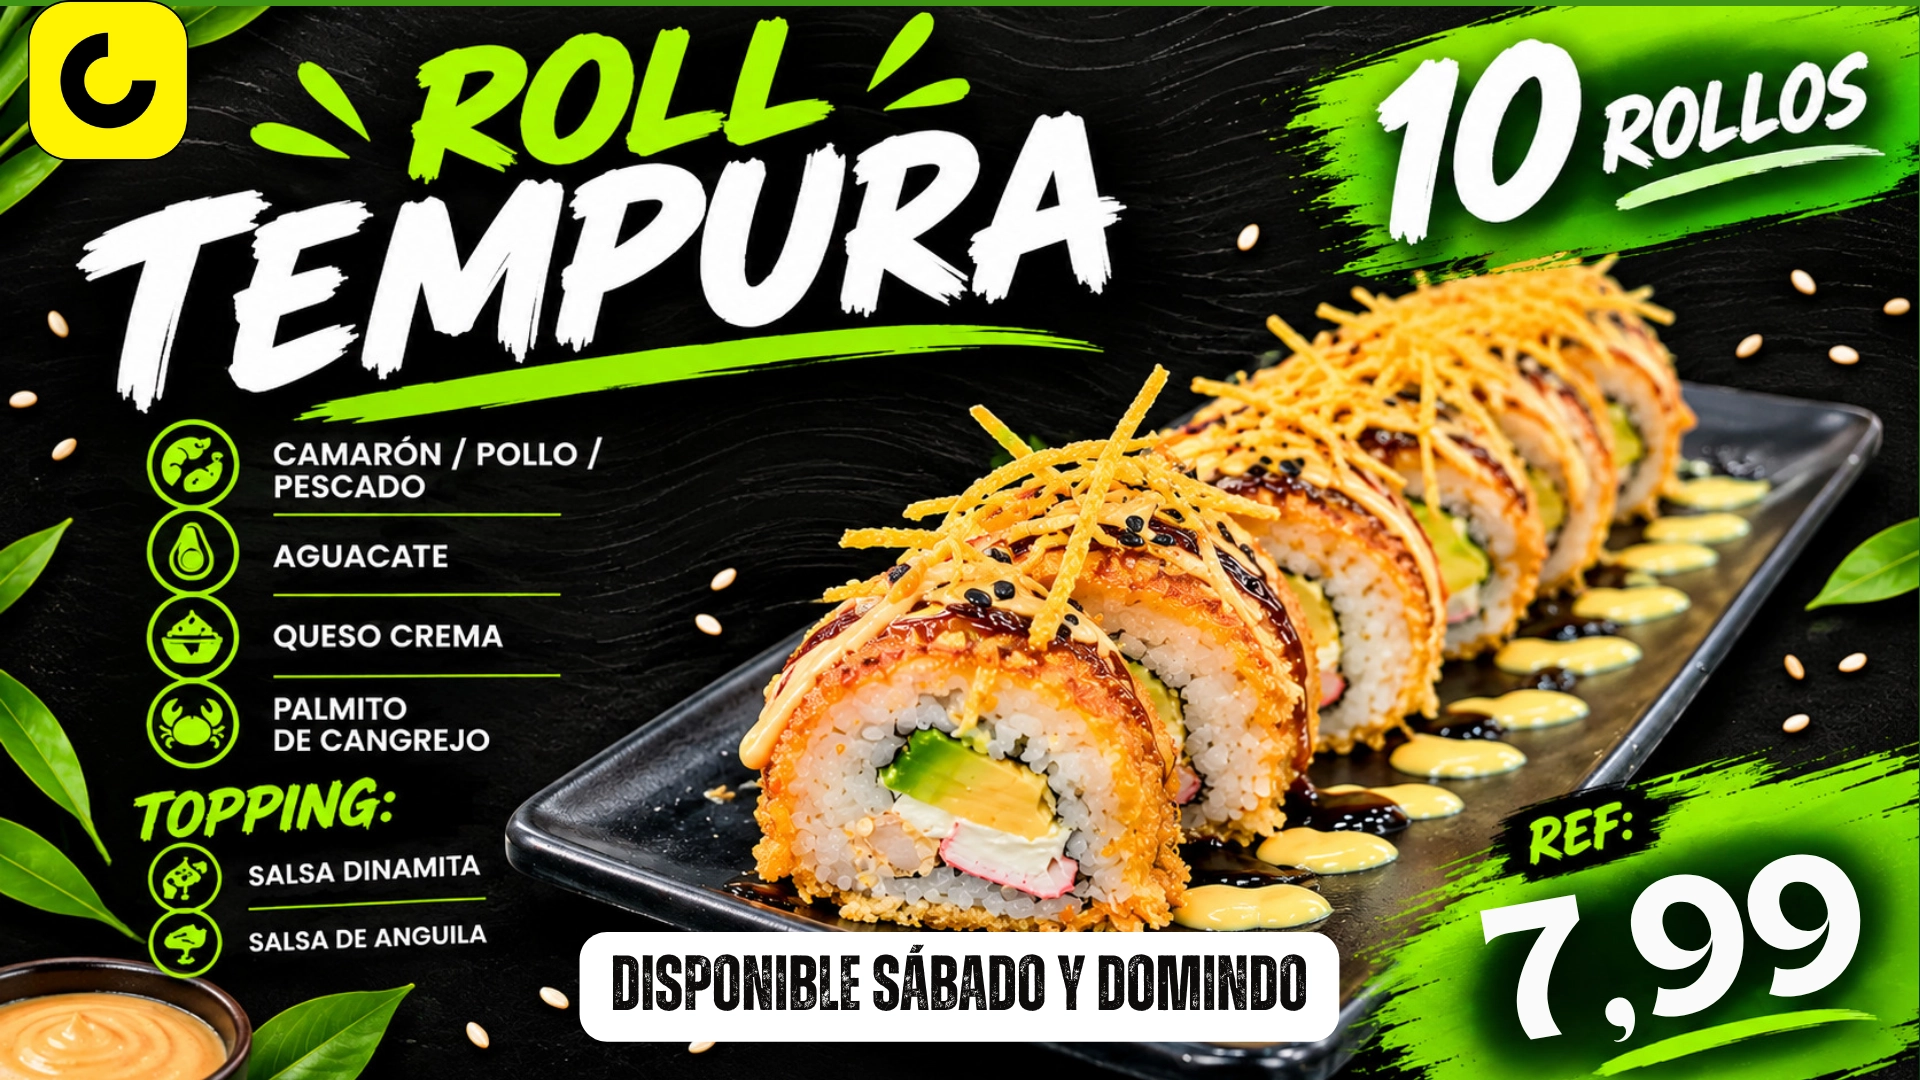 ROLL
TEMPURA
10 ROLLOS
CAMARÓN / POLLO /
PESCADO
AGUACATE
QUESO CREMA
PALMITO
DE CANGREJO
TOPPING:
SALSA DINAMITA
SALSA DE ANGUILA
DISPONIBLE SÁBADO Y DOMINDO
REF:
7,99